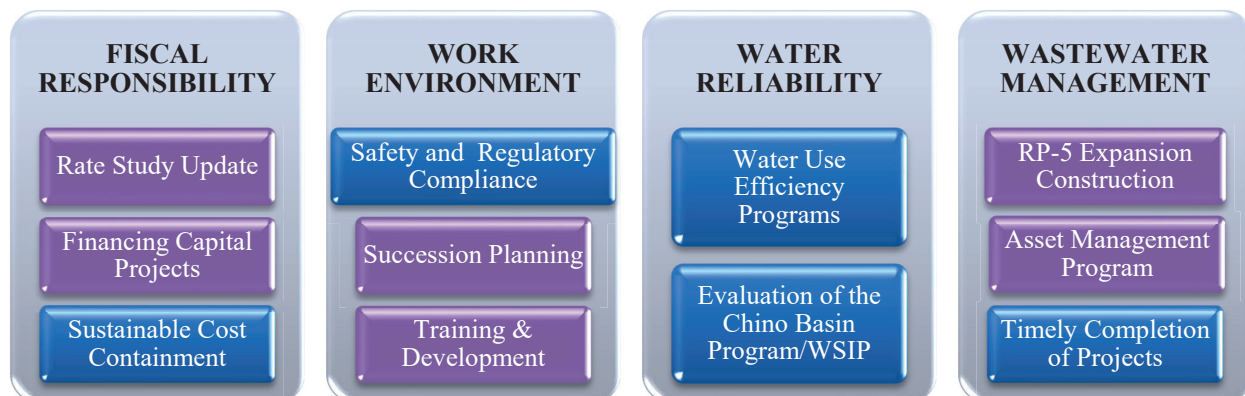 FISCAL
RESPONSIBILITY
Rate Study Update
Financing Capital
Projects
Sustainable Cost
Containment
WORK
ENVIRONMENT
Safety and Regulatory
Compliance
Succession Planning
Training &
Development
WATER
RELIABILITY
Water Use
Efficiency
Programs
Evaluation of the
Chino Basin
Program/WSIP
WASTEWATER
MANAGEMENT
RP-5 Expansion
Construction
Asset Management
Program
Timely Completion
of Projects